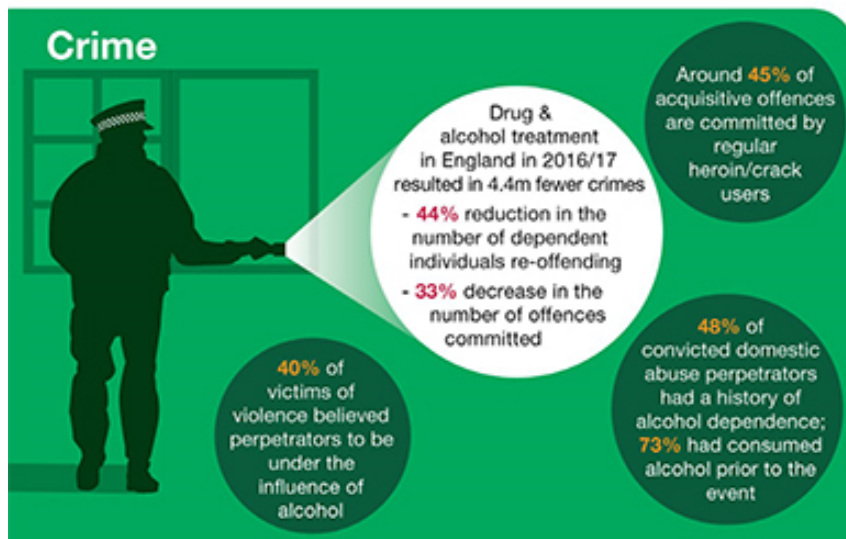 Crime
Drug &
alcohol treatment
in England in 2016/17
resulted in 4.4m fewer crimes
- 44% reduction in the
number of dependent
individuals re-offending
- 33% decrease in the
number of offences
committed
Around 45% of
acquisitive offences
are committed by
regular
heroin/crack
users
40% of
victims of
violence believed
perpetrators to be
under the
influence of
alcohol
48% of
convicted domestic
abuse perpetrators
had a history of
alcohol dependence;
73% had consumed
alcohol prior to the
event